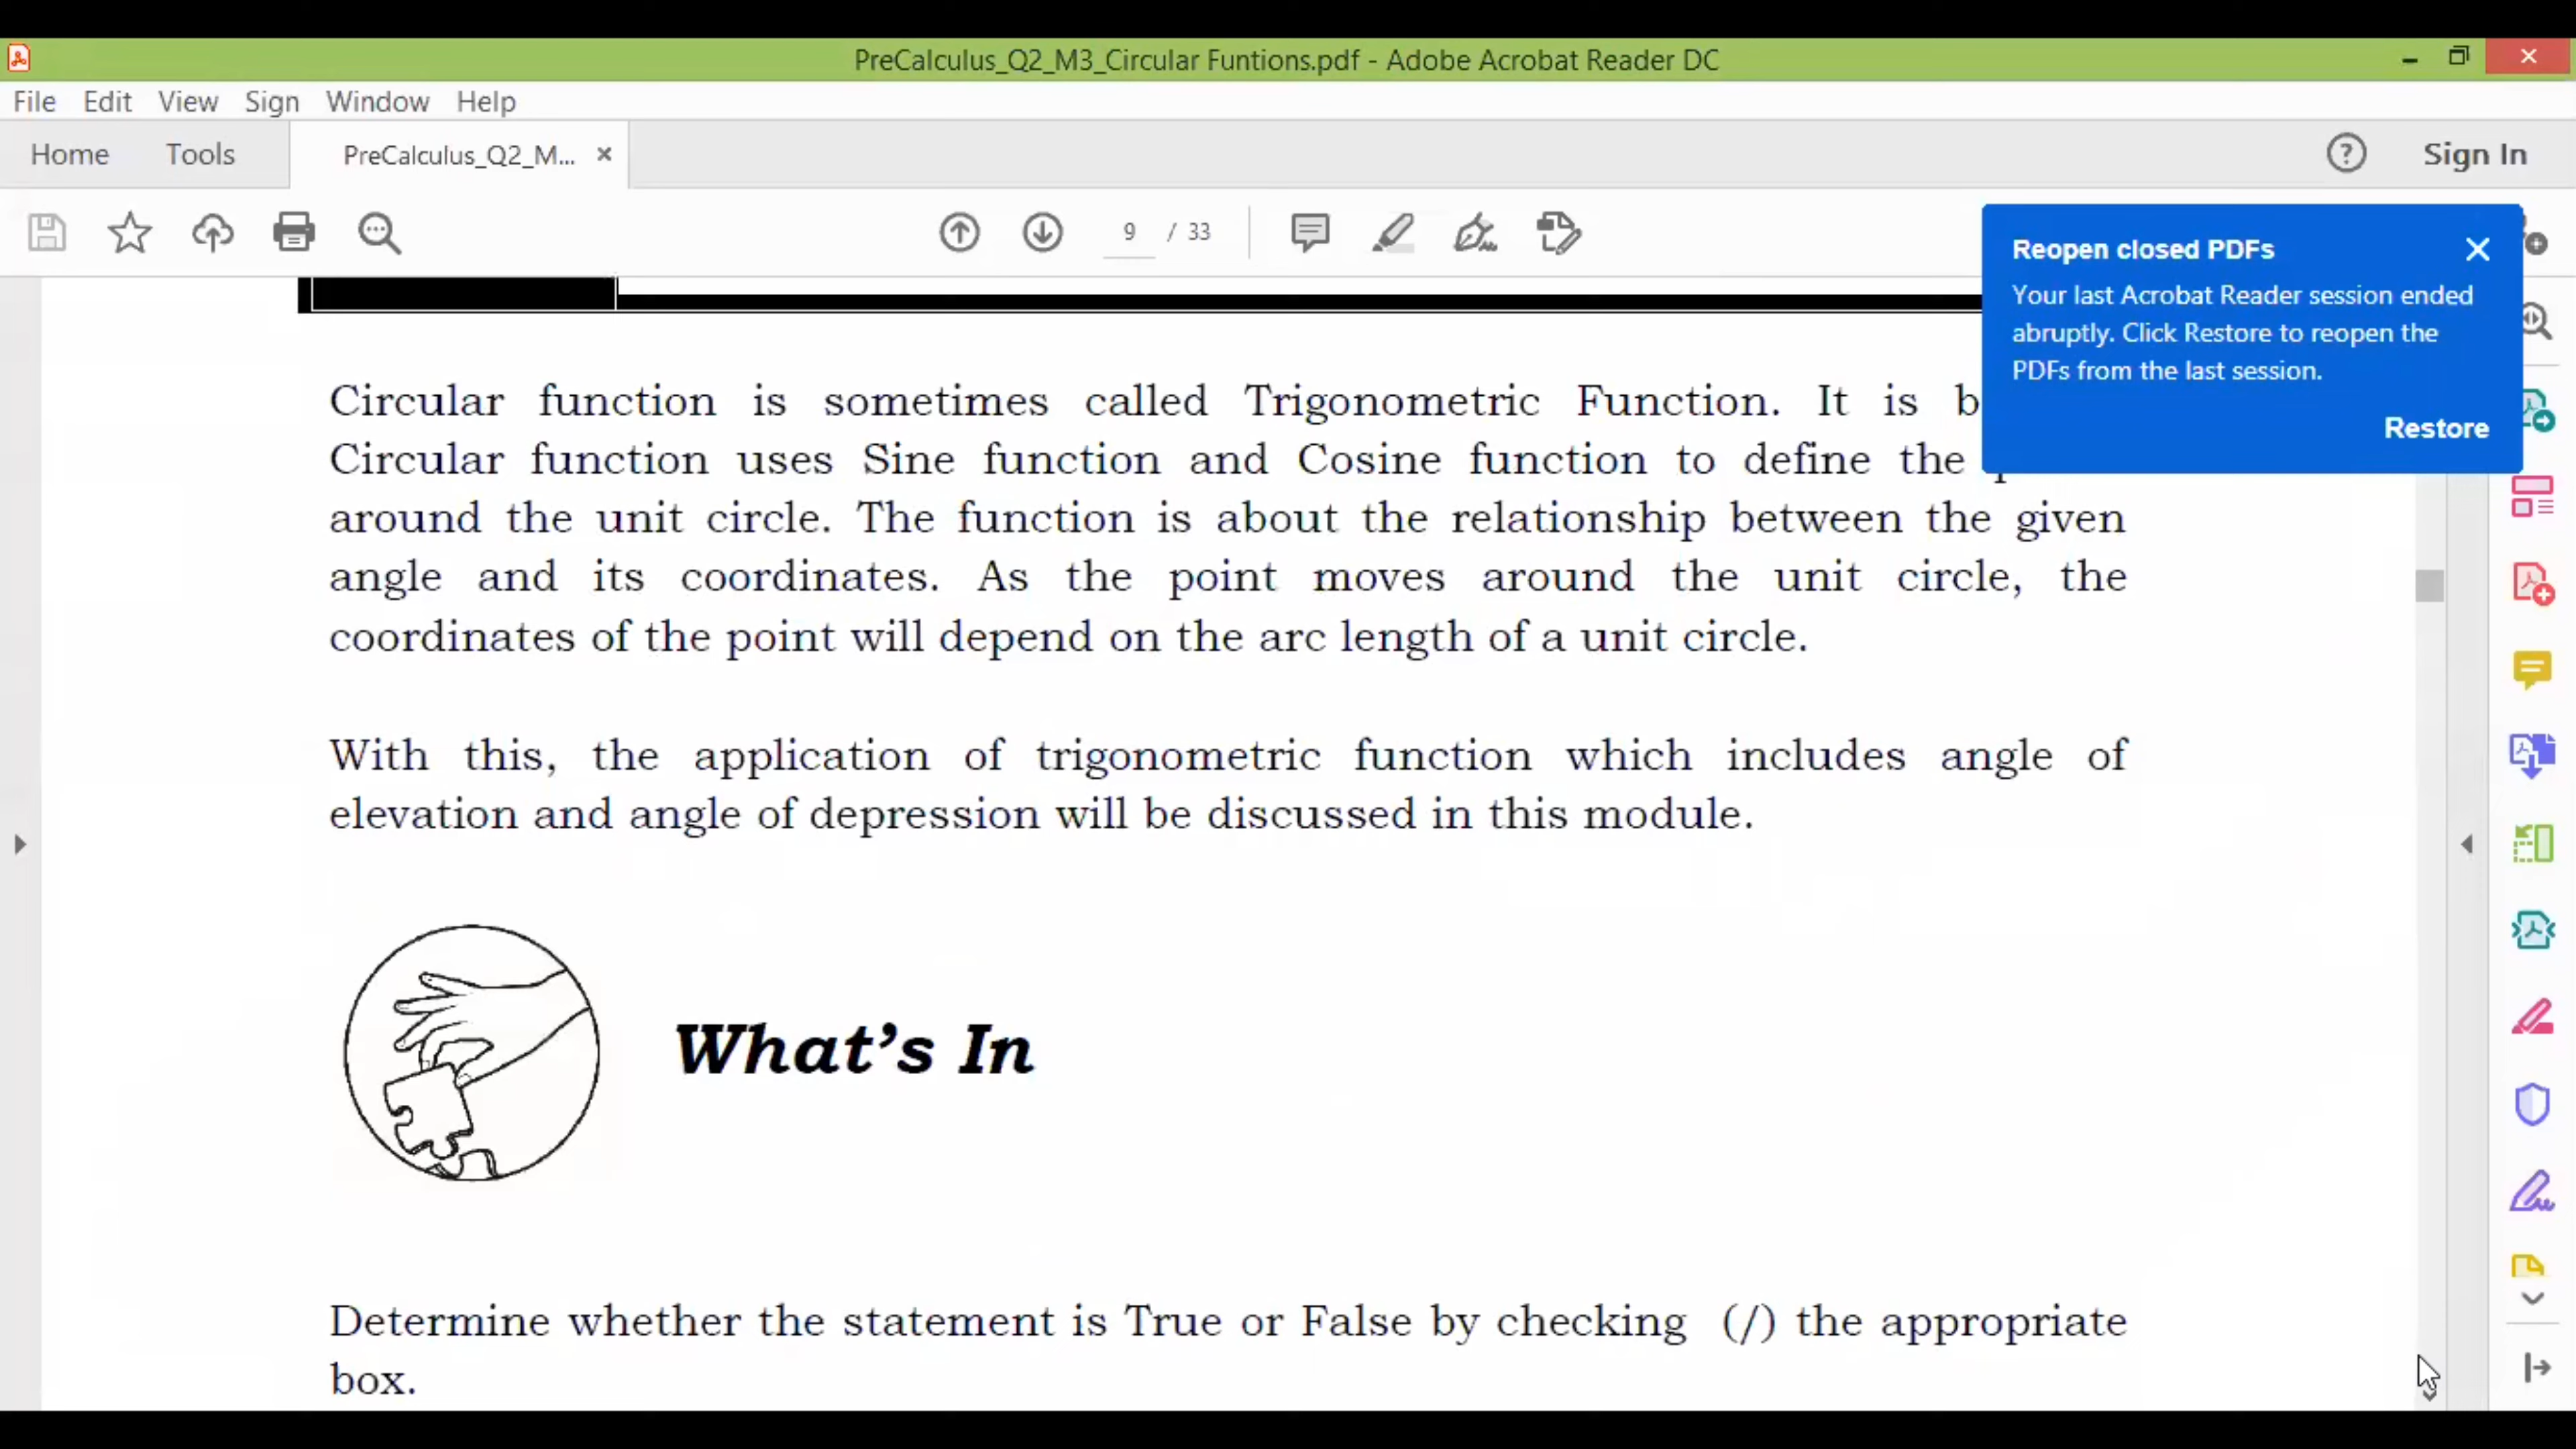 PreCalculus_Q2_M3_Circular Funtions.pdf - Adobe Acrobat Reader DC
File Edit View Sign Window Help
Home Tools PreCalculus_Q2_M... × Sign In
9 / 33
Reopen closed PDFs
Your last Acrobat Reader session ended
abruptly. Click Restore to reopen the
PDFs from the last session.
Restore
Circular function is sometimes called Trigonometric Function. It is
Circular function uses Sine function and Cosine function to define the
around the unit circle. The function is about the relationship between the given
angle and its coordinates. As the point moves around the unit circle, the
coordinates of the point will depend on the arc length of a unit circle.
With this, the application of trigonometric function which includes angle of
elevation and angle of depression will be discussed in this module.
What's In
Determine whether the statement is True or False by checking (/) the appropriate
box.